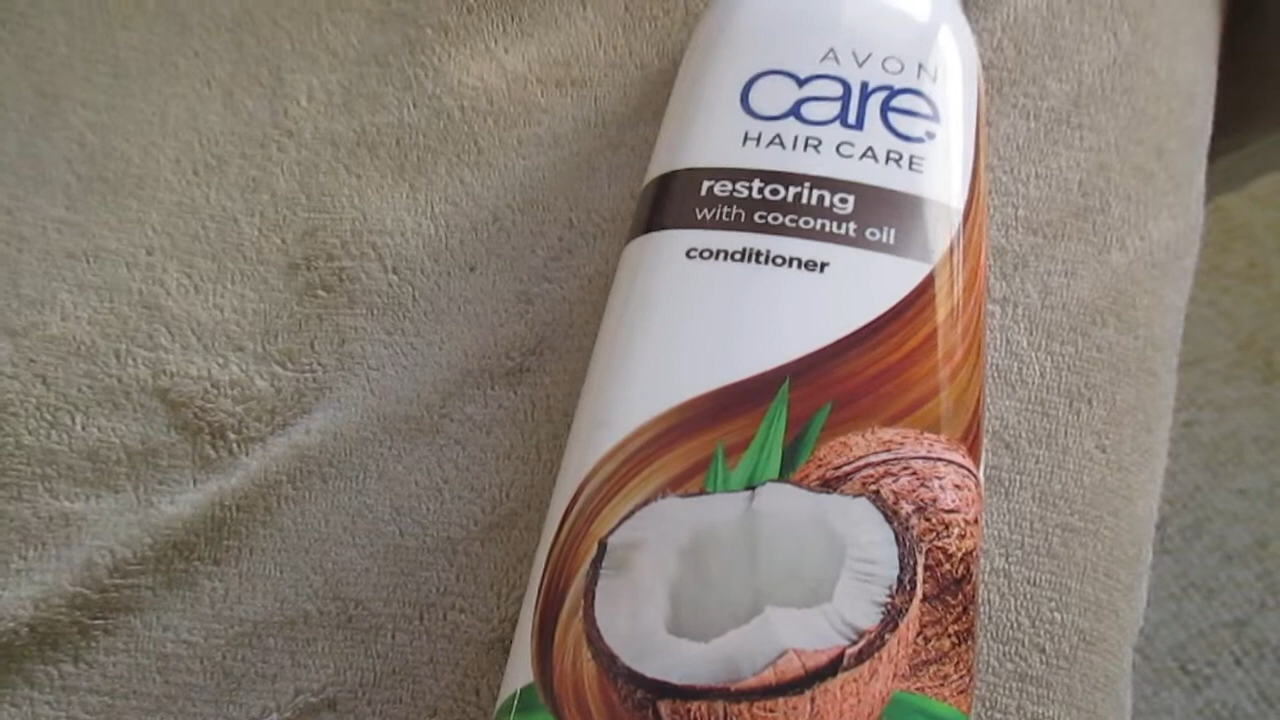 AVON
care
HAIR CARE
restoring
with coconut oil
conditioner